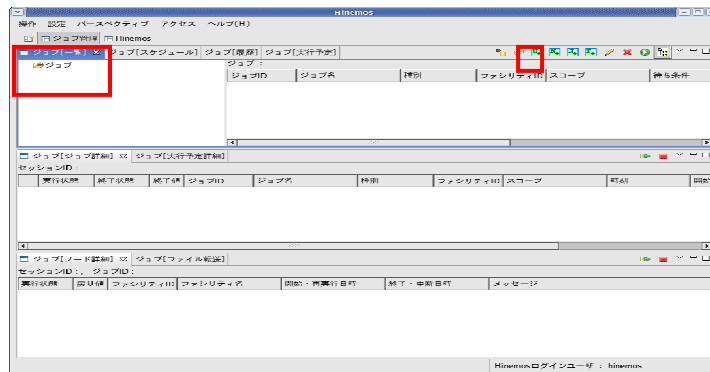 Hinemos
操作 設定 パースペクティブ アクセス ヘルプ(H)
ジョブ管理 Hinemos
ジョブ[一覧] ジョブ[スケジュール] ジョブ[履歴] ジョブ[実行予定]
ジョブ
ジョブ :
ジョブID ジョブ名 種別 ファシリティID スコープ 待ち条件
ジョブ[ジョブ詳細] ジョブ[実行予定詳細]
セッションID :
実行状態 終了状態 終了値 ジョブID ジョブ名 種別 ファシリティID スコープ 時刻 開始
ジョブ[ノード詳細] ジョブ[ファイル転送]
セッションID : , ジョブID :
実行状態 戻り値 ファシリティID ファシリティ名 開始・再実行日時 終了・中断日時 メッセージ
Hinemosログインユーザ : hinemos